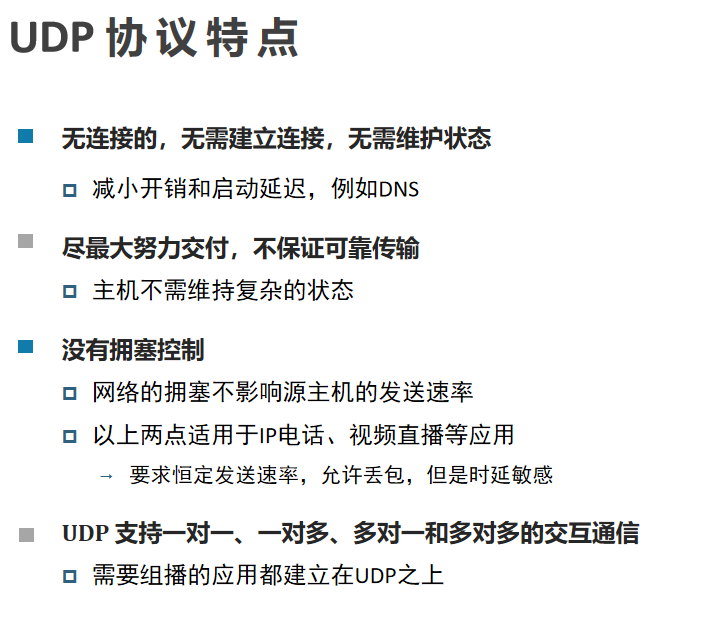 UDP 协议特点
无连接的，无需建立连接，无需维护状态
减小开销和启动延迟，例如DNS
尽最大努力交付，不保证可靠传输
主机不需维持复杂的状态
没有拥塞控制
网络的拥塞不影响源主机的发送速率
以上两点适用于IP电话、视频直播等应用
→ 要求恒定发送速率，允许丢包，但是时延敏感
UDP 支持一对一、一对多、多对一和多对多的交互通信
需要组播的应用都建立在UDP之上